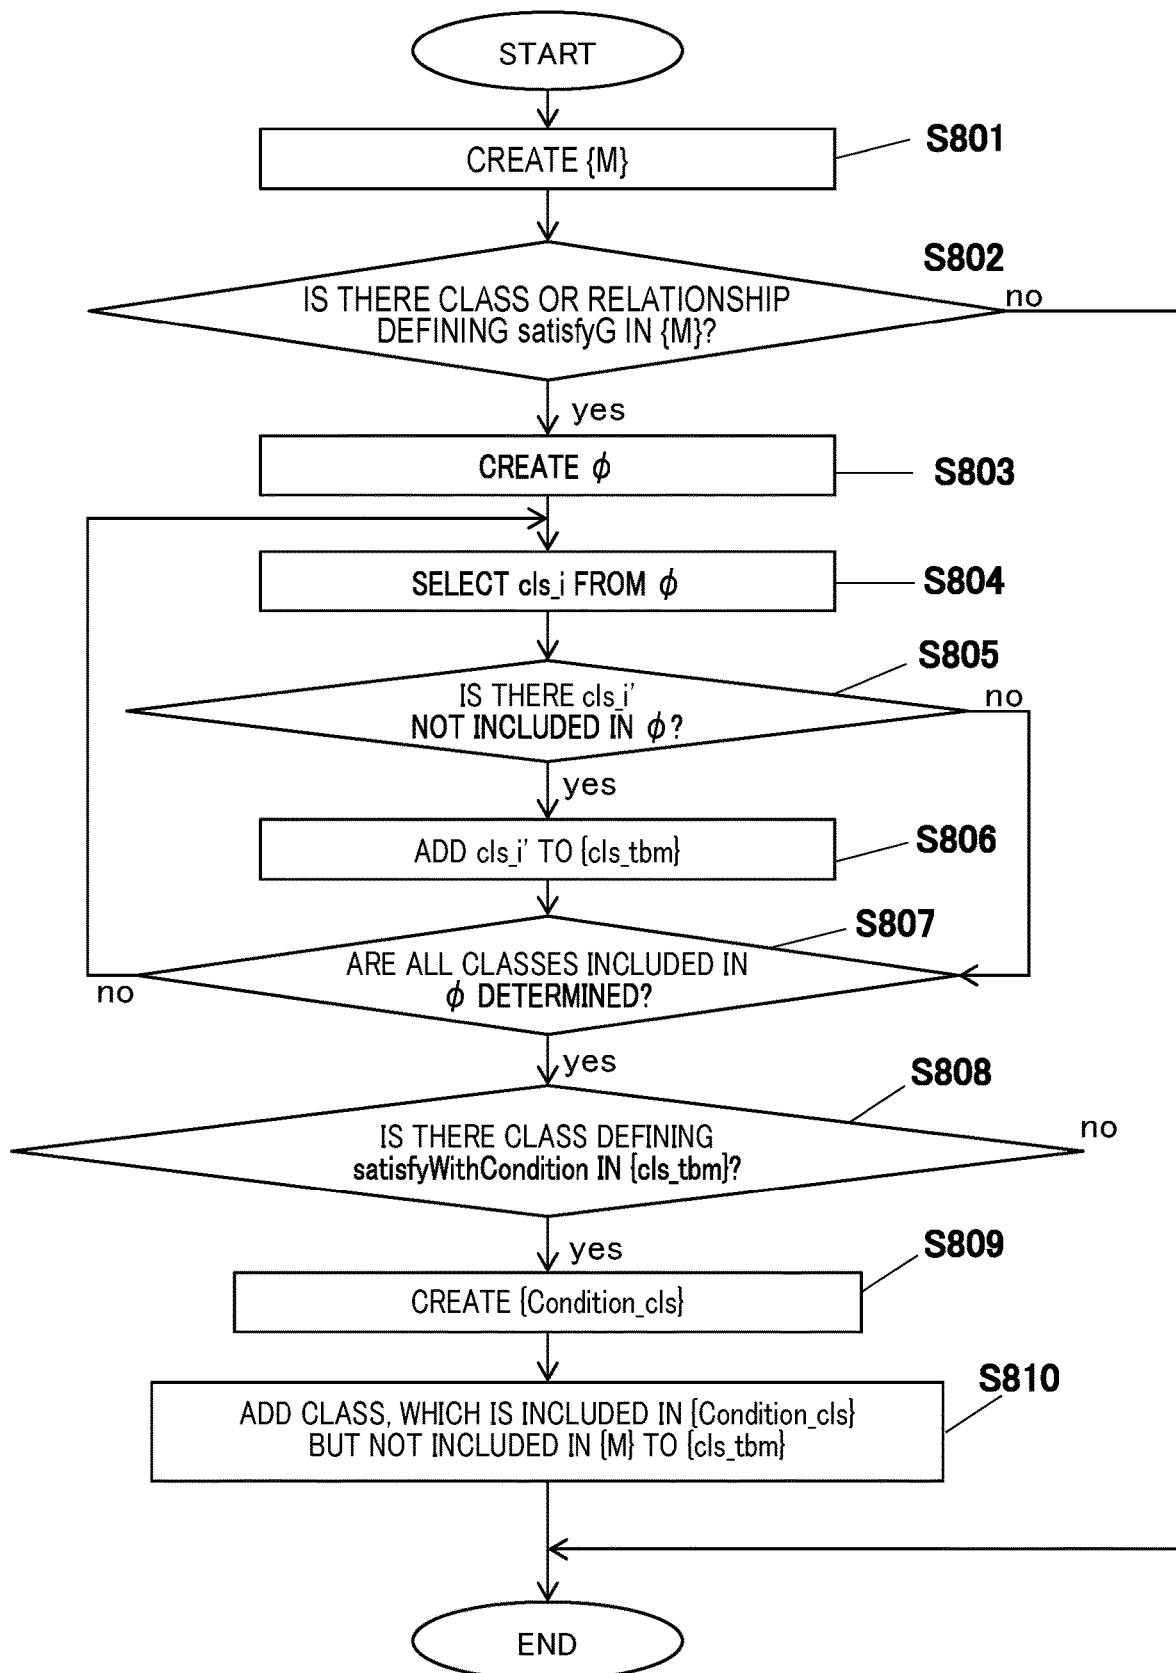 START
CREATE {M}
S801
S802
IS THERE CLASS OR RELATIONSHIP
DEFINING satisfyG IN {M}?
no
yes
CREATE ϕ
S803
SELECT cls_i FROM ϕ
S804
S805
IS THERE cls_i'
NOT INCLUDED IN ϕ?
no
yes
ADD cls_i' TO {cls_tbm}
S806
S807
ARE ALL CLASSES INCLUDED IN
ϕ DETERMINED?
no
yes
S808
IS THERE CLASS DEFINING
satisfyWithCondition IN {cls_tbm}?
no
yes
S809
CREATE {Condition_cls}
S810
ADD CLASS, WHICH IS INCLUDED IN {Condition_cls}
BUT NOT INCLUDED IN {M} TO {cls_tbm}
END